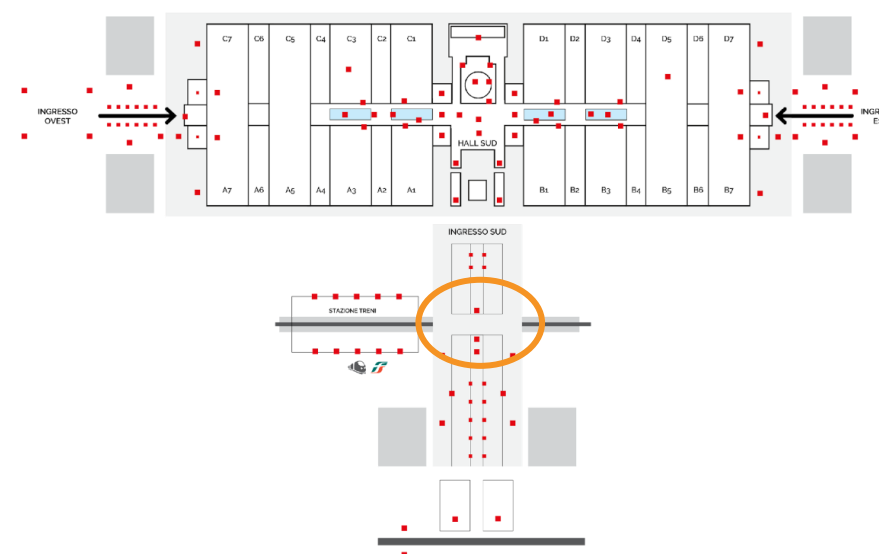 C7 C6 C5 C4 C3 C2 C1 D1 D2 D3 D4 D5 D6 D7
INGRESSO
OVEST
INGR
E
HALL SUD
A7 A6 A5 A4 A3 A2 A1 B1 B2 B3 B4 B5 B6 B7
INGRESSO SUD
STAZIONE TRENI